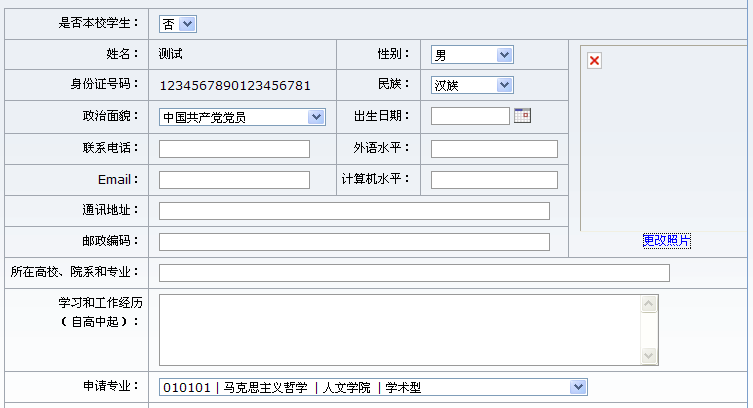 是否本校学生： 否
姓名： 测试 性别： 男
身份证号码： 1234567890123456781 民族： 汉族
政治面貌： 中国共产党党员 出生日期：
联系电话： 外语水平：
Email： 计算机水平：
通讯地址：
邮政编码： 更改照片
所在高校、院系和专业：
学习和工作经历
（自高中起）：
申请专业： 010101 | 马克思主义哲学 | 人文学院 | 学术型